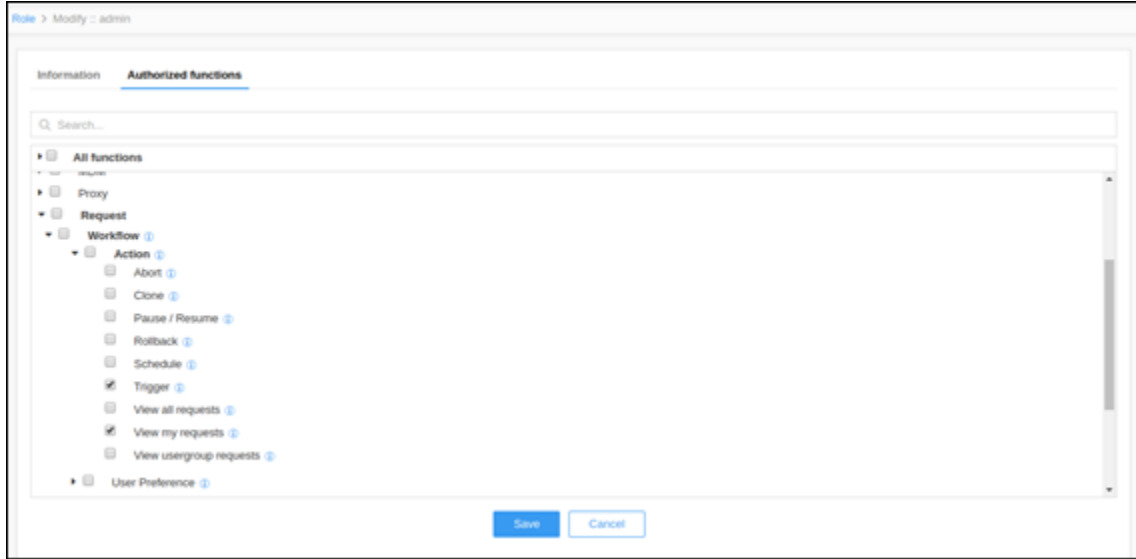 Role > Modify :: admin
Information Authorized functions
Search...
All functions
MDM
Proxy
Request
Workflow
Action
Abort
Clone
Pause / Resume
Rollback
Schedule
Trigger
View all requests
View my requests
View usergroup requests
User Preference
Save Cancel